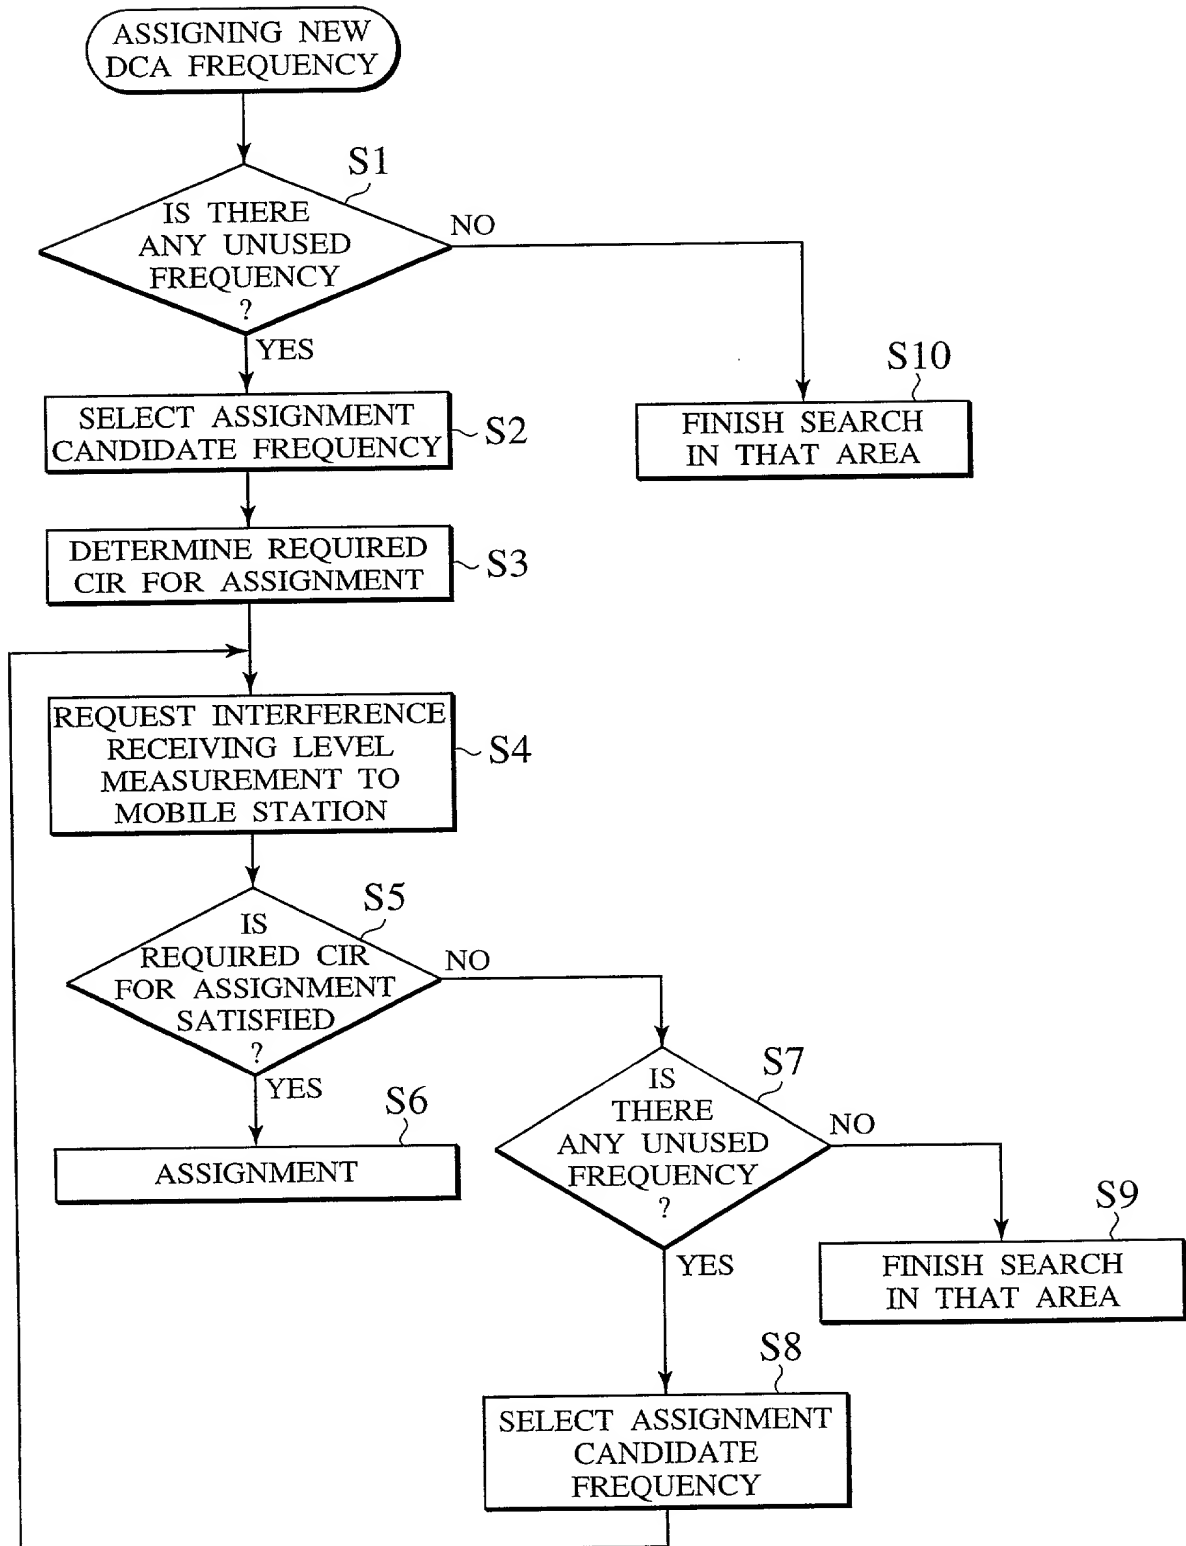 ASSIGNING NEW
DCA FREQUENCY
S1
IS THERE
ANY UNUSED
FREQUENCY
?
NO
YES
S10
FINISH SEARCH
IN THAT AREA
SELECT ASSIGNMENT
CANDIDATE FREQUENCY
S2
DETERMINE REQUIRED
CIR FOR ASSIGNMENT
S3
REQUEST INTERFERENCE
RECEIVING LEVEL
MEASUREMENT TO
MOBILE STATION
S4
S5
IS
REQUIRED CIR
FOR ASSIGNMENT
SATISFIED
?
NO
YES
S6
ASSIGNMENT
S7
IS
THERE
ANY UNUSED
FREQUENCY
?
NO
YES
S9
FINISH SEARCH
IN THAT AREA
S8
SELECT ASSIGNMENT
CANDIDATE
FREQUENCY